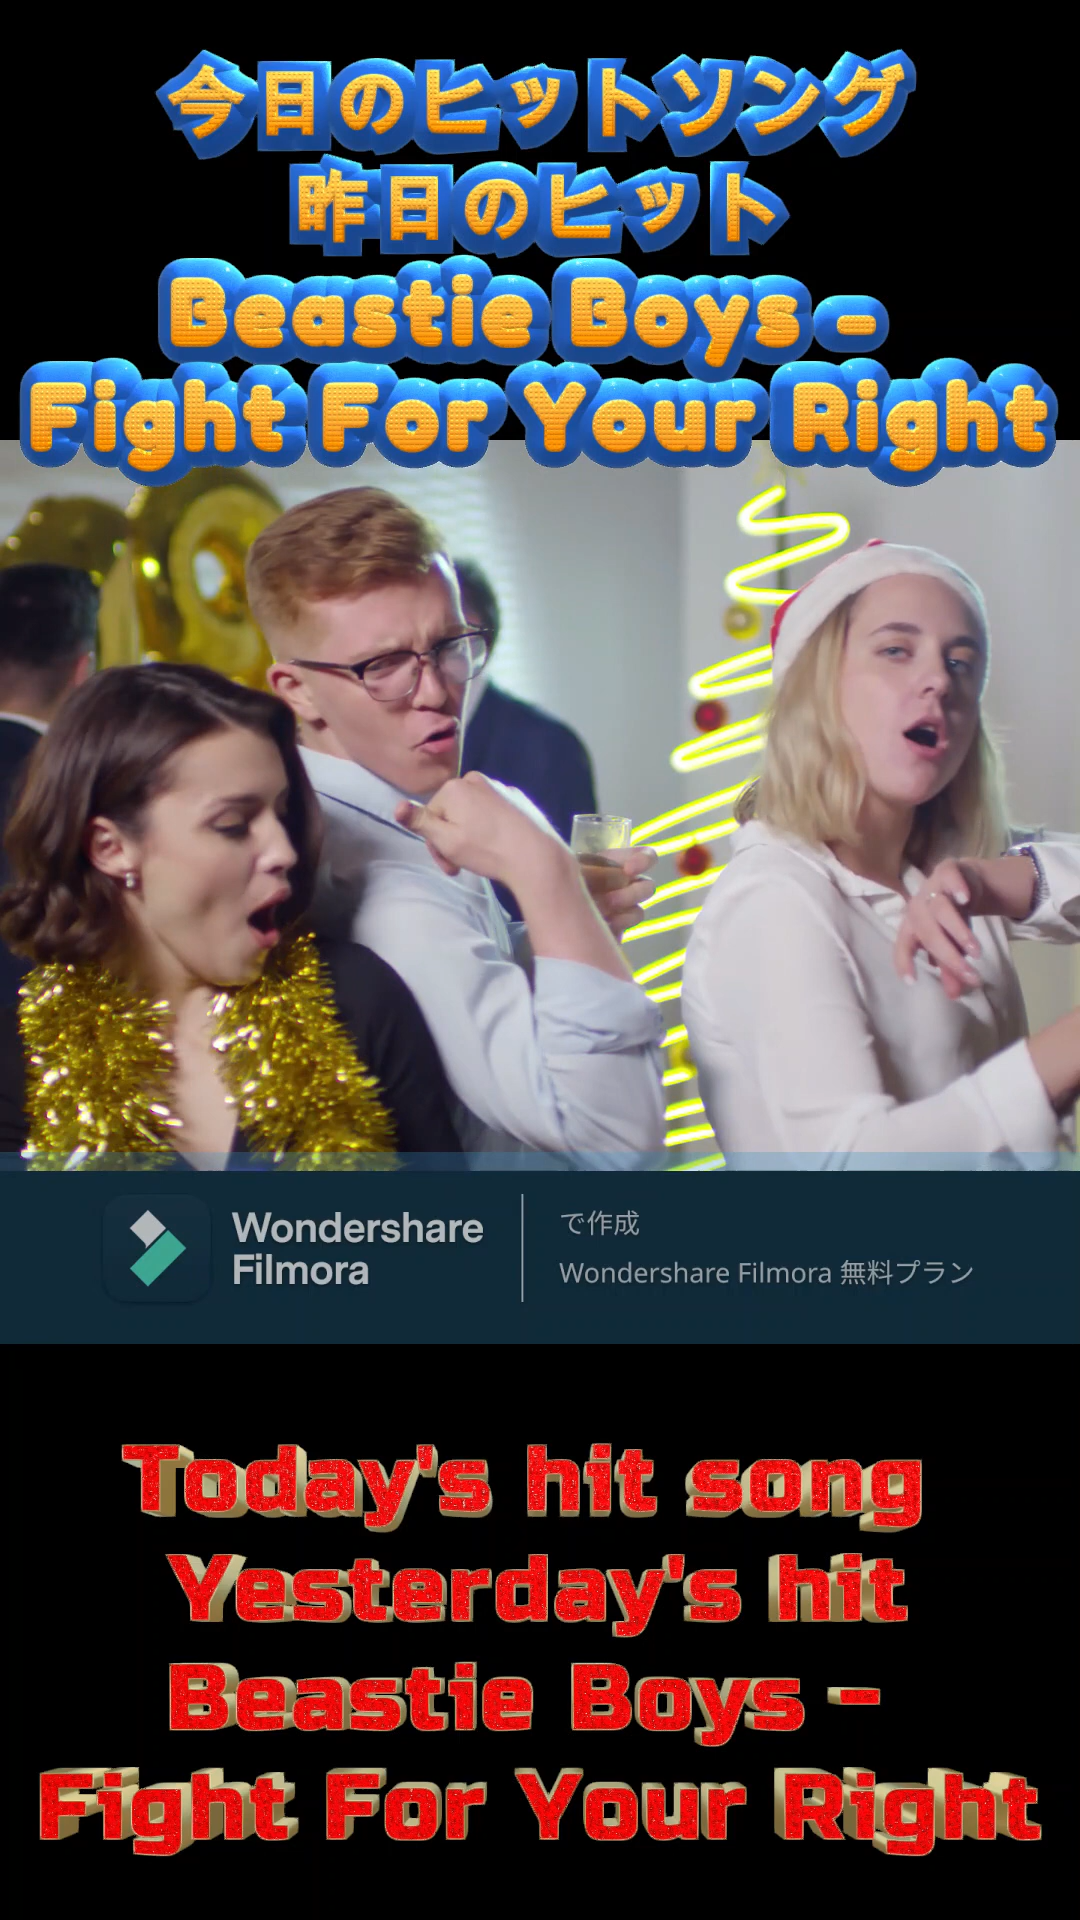 今日のヒットソング
昨日のヒット
Beastie Boys -
Fight For Your Right
Wondershare
Filmora
で作成
Wondershare Filmora 無料プラン
Today's hit song
Yesterday's hit
Beastie Boys -
Fight For Your Right